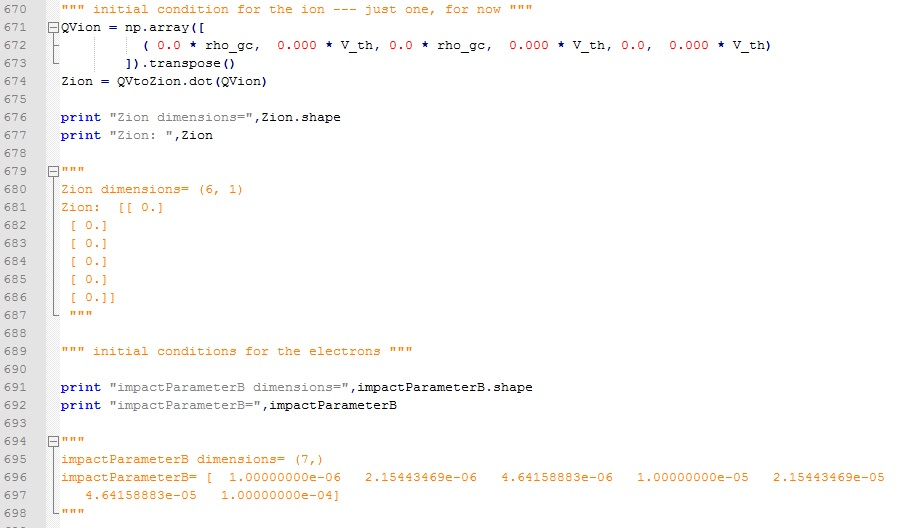 670 """ initial condition for the ion --- just one, for now """
671 QVion = np.array([
672 ( 0.0 * rho_gc, 0.000 * V_th, 0.0 * rho_gc, 0.000 * V_th, 0.0, 0.000 * V_th)
673 ]).transpose()
674 Zion = QVtoZion.dot(QVion)
675
676 print "Zion dimensions=",Zion.shape
677 print "Zion: ",Zion
678
679 """
680 Zion dimensions= (6, 1)
681 Zion: [[ 0.]
682 [ 0.]
683 [ 0.]
684 [ 0.]
685 [ 0.]
686 [ 0.]]
687 """
688
689 """ initial conditions for the electrons """
690
691 print "impactParameterB dimensions=",impactParameterB.shape
692 print "impactParameterB=",impactParameterB
693
694 """
695 impactParameterB dimensions= (7,)
696 impactParameterB= [ 1.00000000e-06 2.15443469e-06 4.64158883e-06 1.00000000e-05 2.15443469e-05
697 4.64158883e-05 1.00000000e-04]
698 """